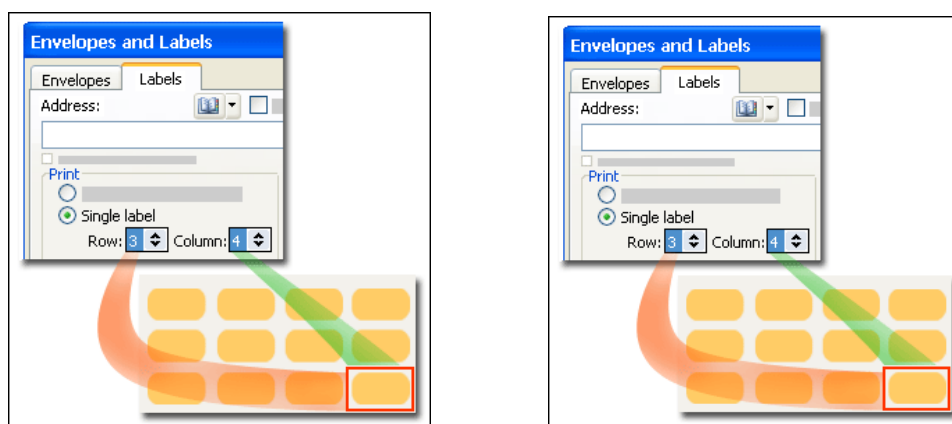 Envelopes and Labels
Envelopes Labels
Address:
Print
Single label
Row: 3 Column: 4
Envelopes and Labels
Envelopes Labels
Address:
Print
Single label
Row: 3 Column: 4